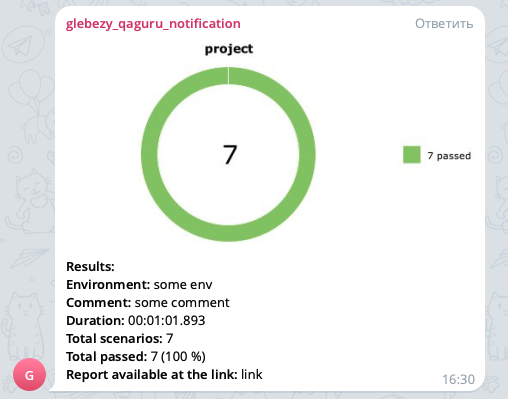 glebezy_qaguru_notification Ответить
project
7
7 passed
Results:
Environment: some env
Comment: some comment
Duration: 00:01:01.893
Total scenarios: 7
Total passed: 7 (100 %)
Report available at the link: link
G
16:30